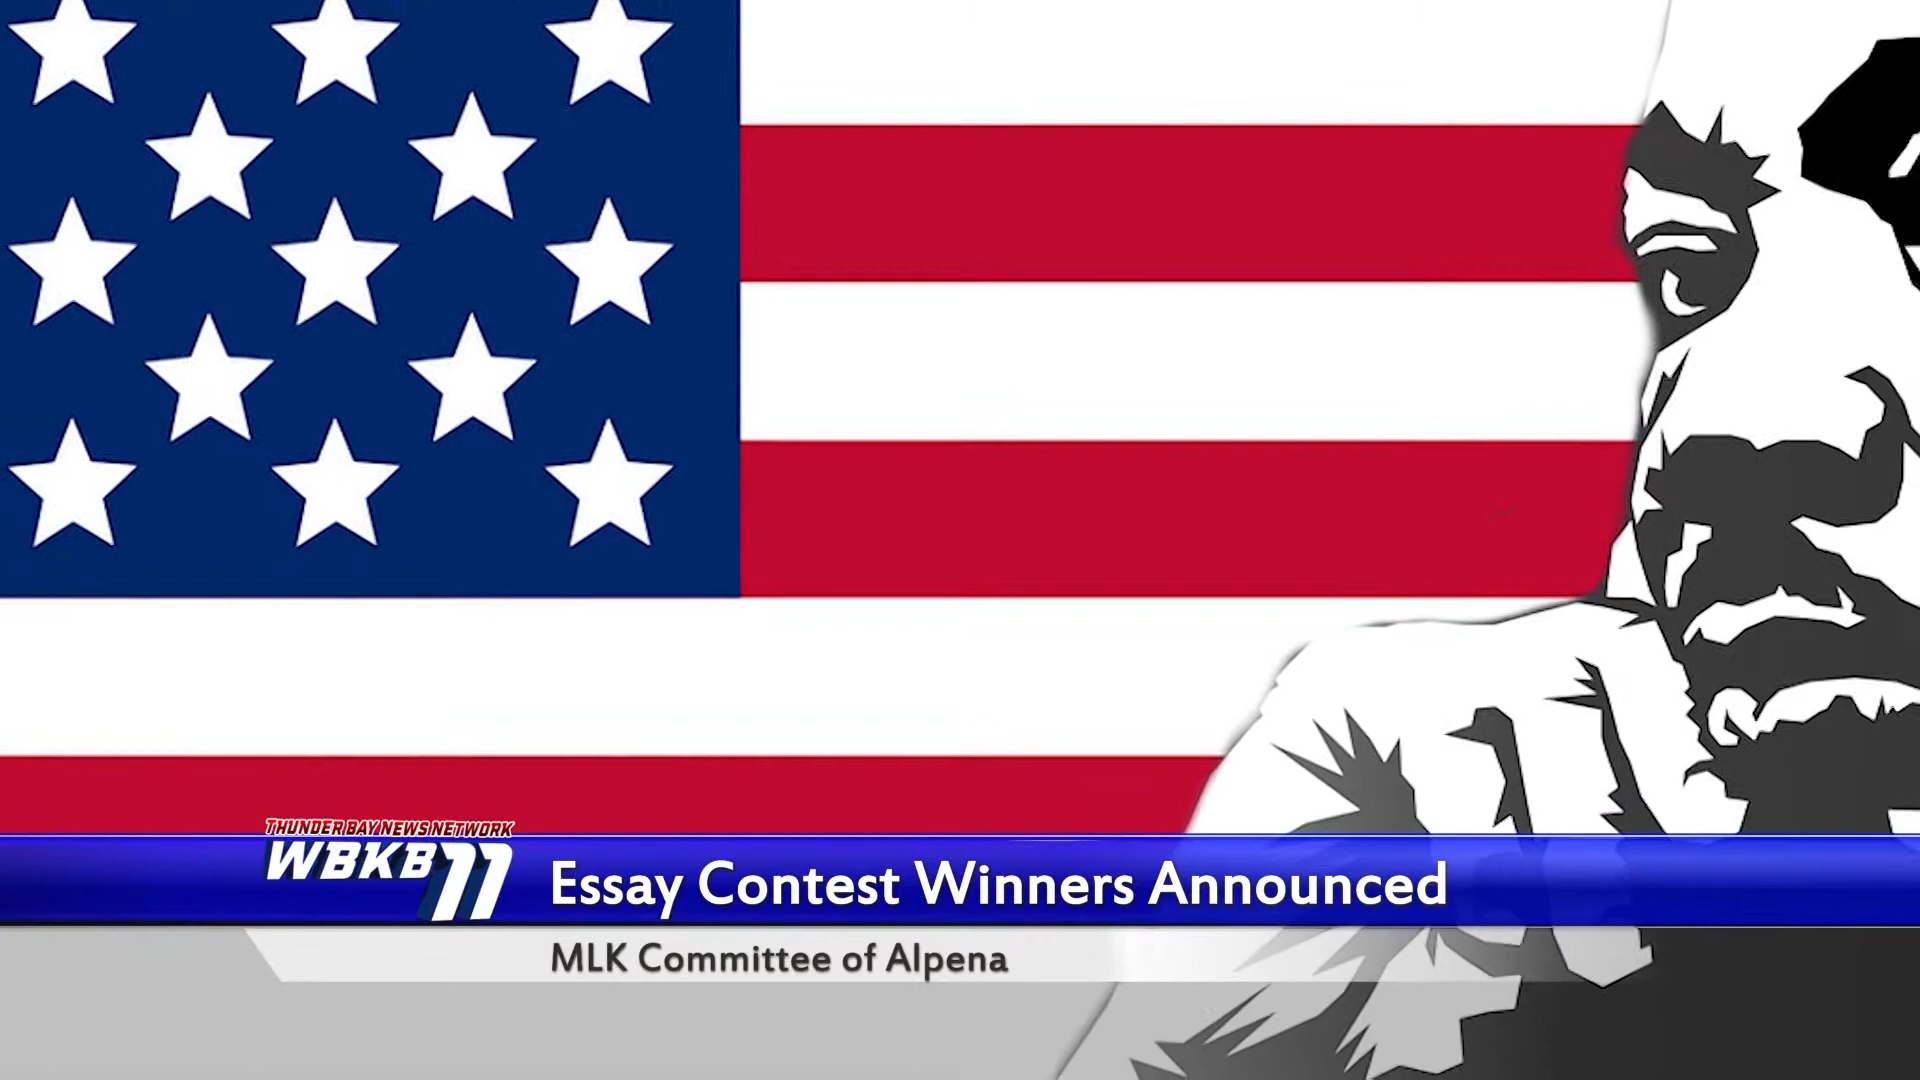 THUNDER BAY NEWS NETWORK
WBKB 11
Essay Contest Winners Announced
MLK Committee of Alpena